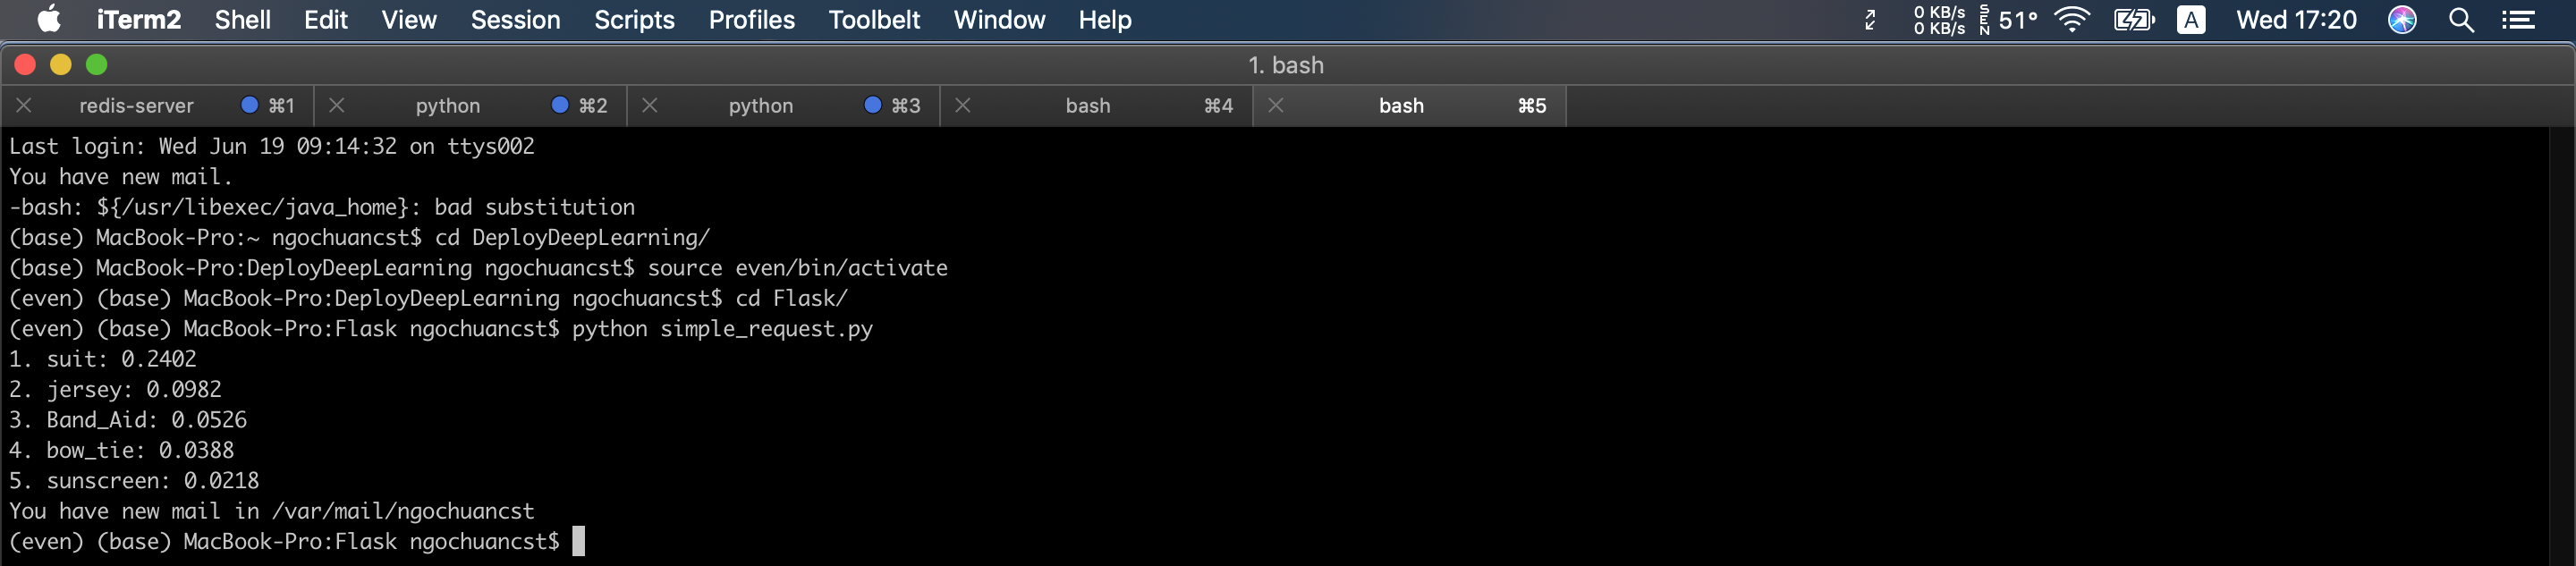 iTerm2 Shell Edit View Session Scripts Profiles Toolbelt Window Help 0 KB/s 0 KB/s SEN 51° A Wed 17:20
1. bash
redis-server ⌘1 python ⌘2 python ⌘3 bash ⌘4 bash ⌘5
Last login: Wed Jun 19 09:14:32 on ttys002
You have new mail.
-bash: ${/usr/libexec/java_home}: bad substitution
(base) MacBook-Pro:~ ngochuancst$ cd DeployDeepLearning/
(base) MacBook-Pro:DeployDeepLearning ngochuancst$ source even/bin/activate
(even) (base) MacBook-Pro:DeployDeepLearning ngochuancst$ cd Flask/
(even) (base) MacBook-Pro:Flask ngochuancst$ python simple_request.py
1. suit: 0.2402
2. jersey: 0.0982
3. Band_Aid: 0.0526
4. bow_tie: 0.0388
5. sunscreen: 0.0218
You have new mail in /var/mail/ngochuancst
(even) (base) MacBook-Pro:Flask ngochuancst$